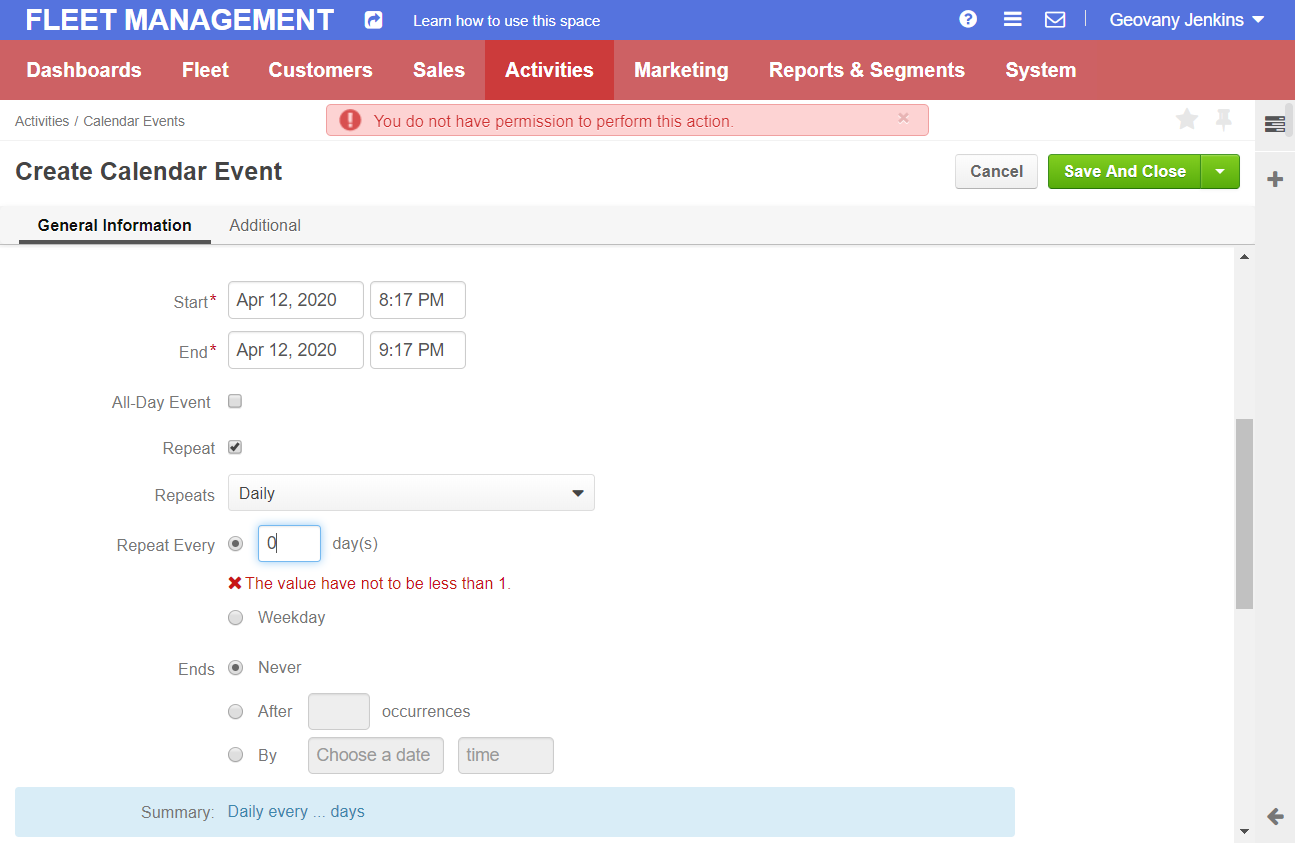 FLEET MANAGEMENT Learn how to use this space Geovany Jenkins
Dashboards Fleet Customers Sales Activities Marketing Reports & Segments System
Activities / Calendar Events
You do not have permission to perform this action.
Create Calendar Event
Cancel Save And Close
General Information Additional
Start* Apr 12, 2020 8:17 PM
End* Apr 12, 2020 9:17 PM
All-Day Event
Repeat
Repeats Daily
Repeat Every 0 day(s)
The value have not to be less than 1.
Weekday
Ends Never
After occurrences
By Choose a date time
Summary: Daily every ... days